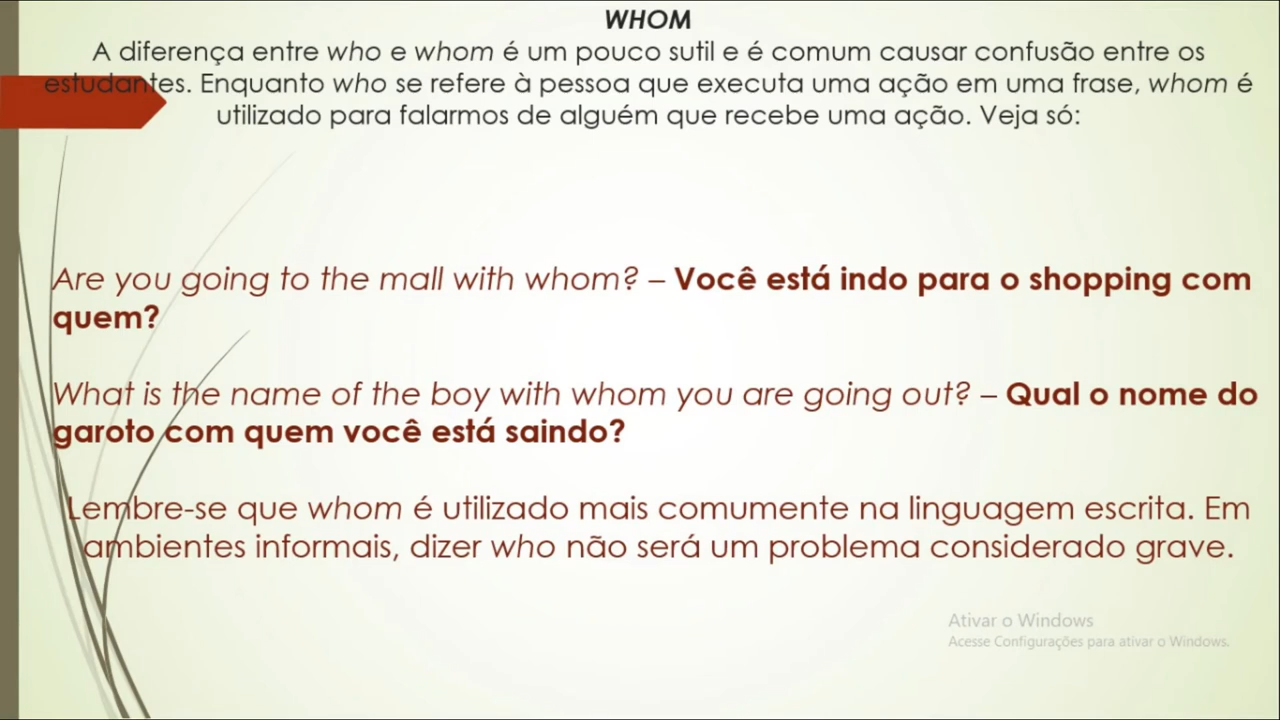 WHOM
A diferença entre who e whom é um pouco sutil e é comum causar confusão entre os
estudantes. Enquanto who se refere à pessoa que executa uma ação em uma frase, whom é
utilizado para falarmos de alguém que recebe uma ação. Veja só:
Are you going to the mall with whom? – Você está indo para o shopping com
quem?
What is the name of the boy with whom you are going out? – Qual o nome do
garoto com quem você está saindo?
Lembre-se que whom é utilizado mais comumente na linguagem escrita. Em
ambientes informais, dizer who não será um problema considerado grave.
Ativar o Windows
Acesse Configurações para ativar o Windows.